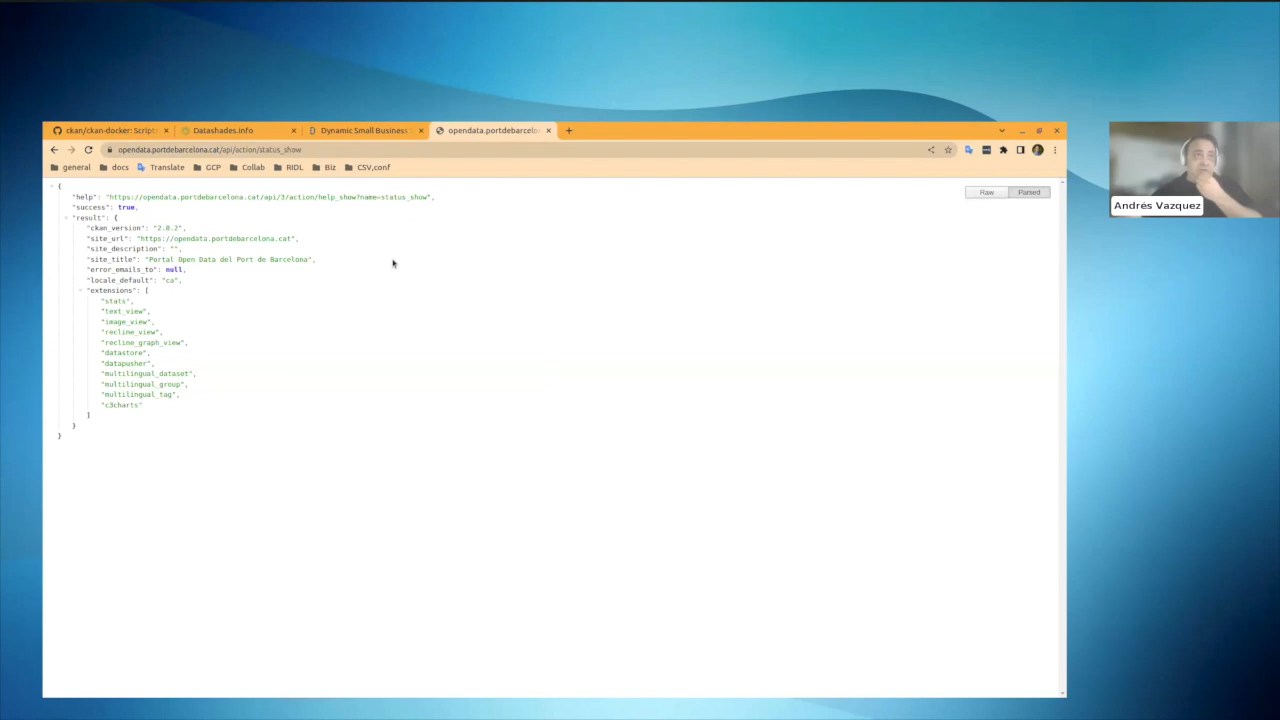 ckan/ckan-docker: Scripts
Datashades.info
Dynamic Small Business
opendata.portdebarcelo
opendata.portdebarcelona.cat/api/action/status_show
general
docs
Translate
GCP
Collab
RIDL
Biz
CSV,conf
Raw
Parsed
{
"help": "https://opendata.portdebarcelona.cat/api/3/action/help_show?name=status_show",
"success": true,
"result": {
"ckan_version": "2.8.2",
"site_url": "https://opendata.portdebarcelona.cat",
"site_description": "",
"site_title": "Portal Open Data del Port de Barcelona",
"error_emails_to": null,
"locale_default": "ca",
"extensions": [
"stats",
"text_view",
"image_view",
"recline_view",
"recline_graph_view",
"datastore",
"datapusher",
"multilingual_dataset",
"multilingual_group",
"multilingual_tag",
"c3charts"
]
}
}
Andrés Vazquez